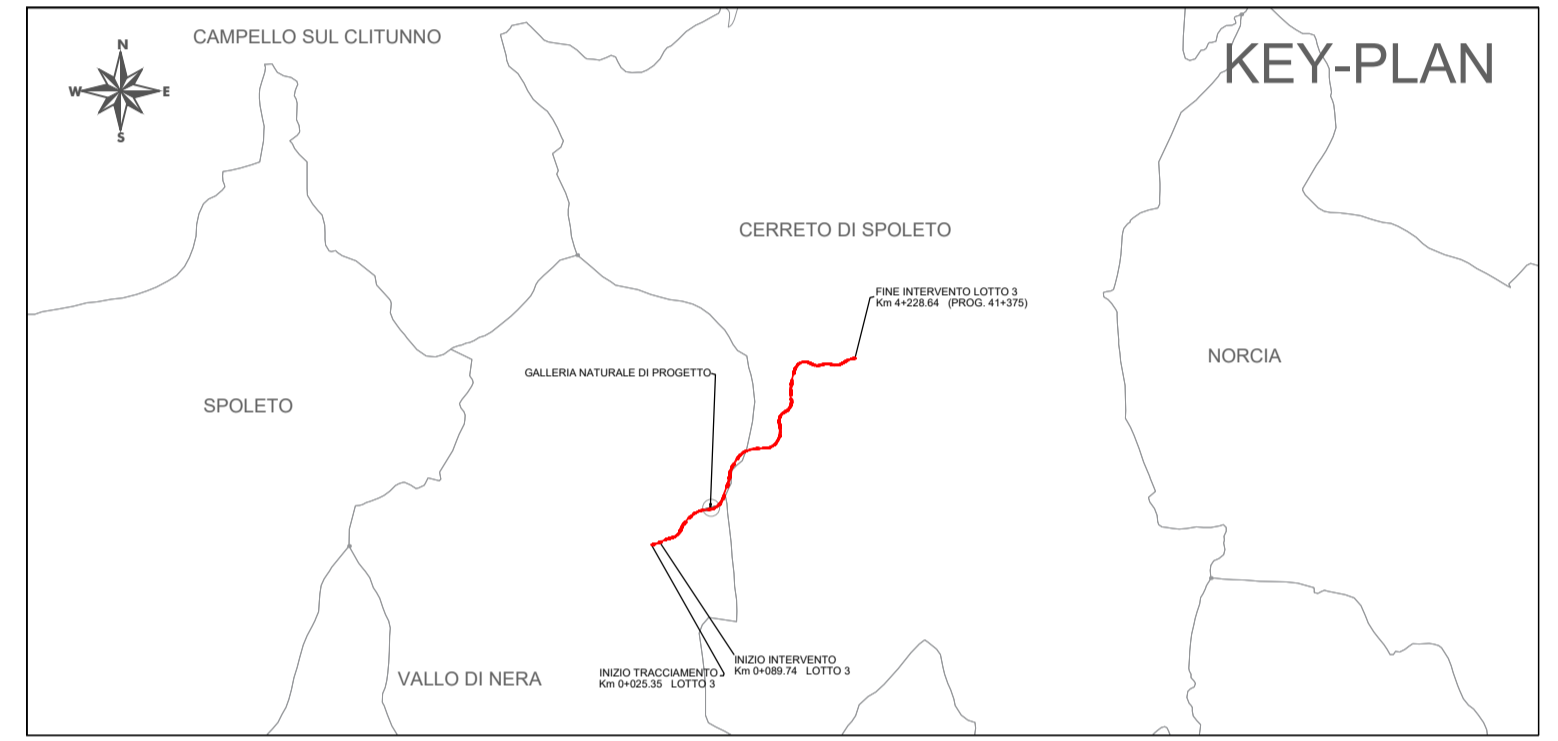 CAMPELLO SUL CLITUNNO
KEY-PLAN
N
W E
S
CERRETO DI SPOLETO
FINE INTERVENTO LOTTO 3
Km 4+228.64 (PROG. 41+375)
NORCIA
GALLERIA NATURALE DI PROGETTO
SPOLETO
INIZIO INTERVENTO
Km 0+089.74 LOTTO 3
INIZIO TRACCIAMENTO
Km 0+025.35 LOTTO 3
VALLO DI NERA